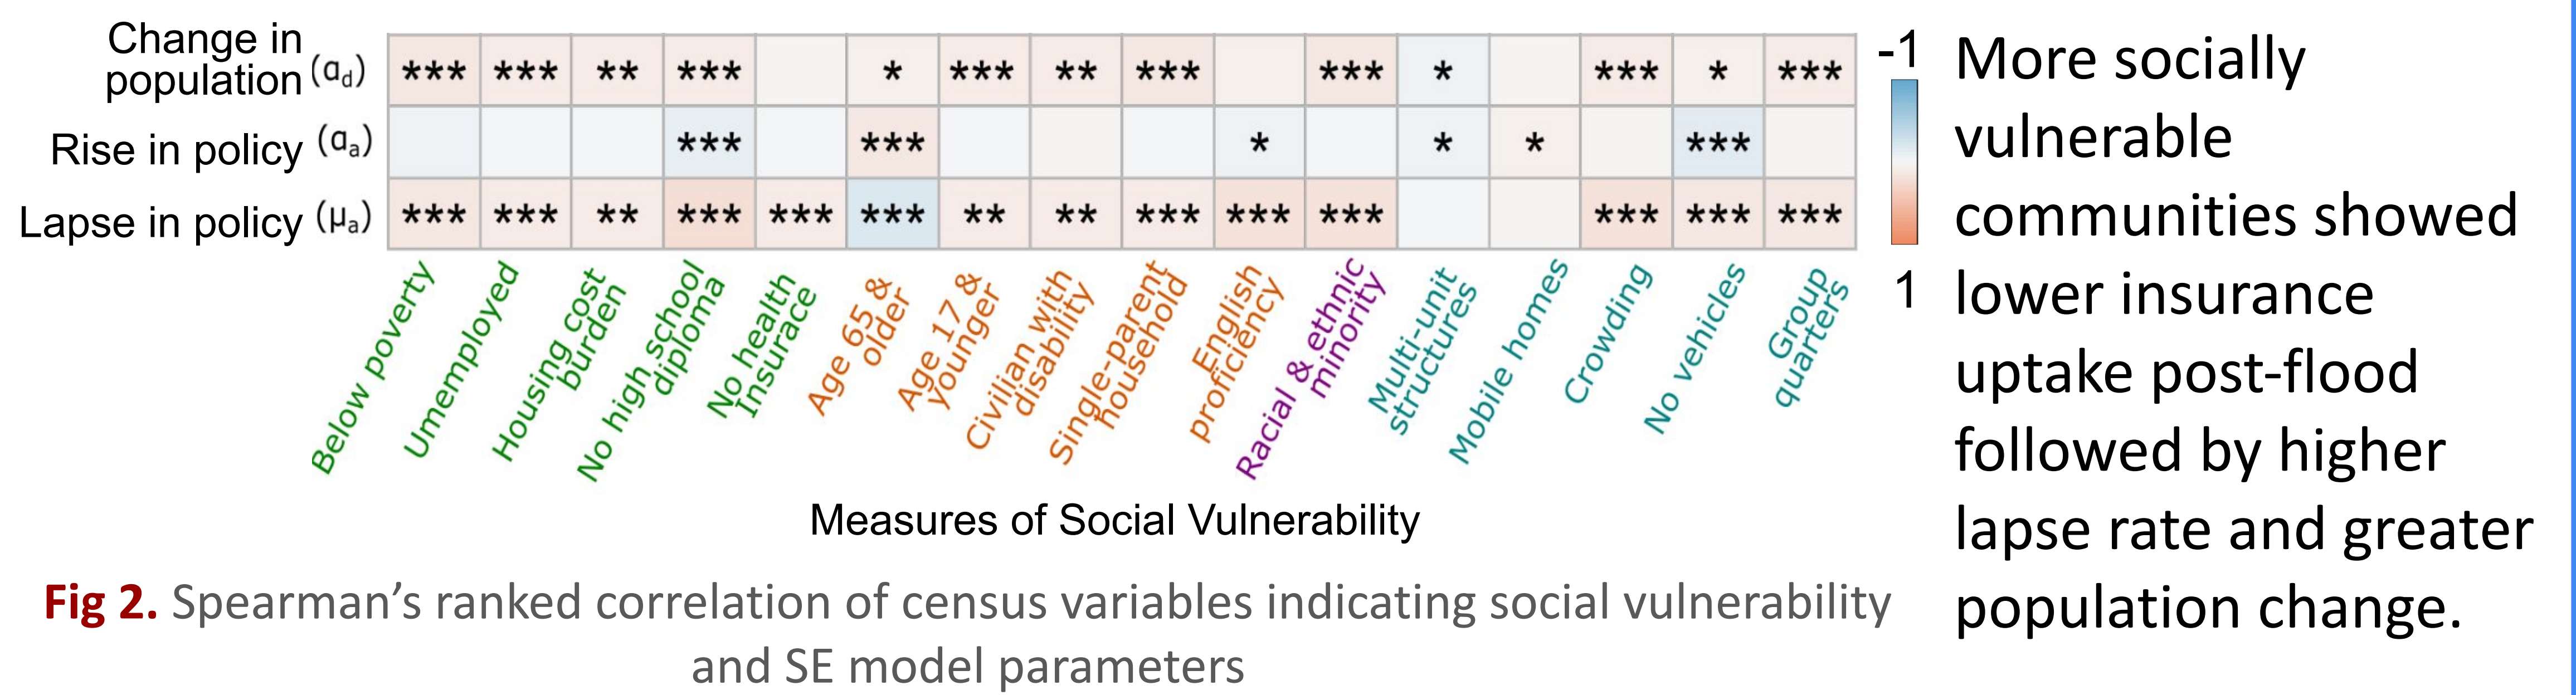 Change in
population (αd)
*** *** ** *** * *** ** *** *** * *** * ***
Rise in policy (αa)
*** *** * * * ***
Lapse in policy (μa)
*** *** ** *** *** *** ** ** *** *** *** *** *** ***
-1
1
Below poverty
Umemployed
Housing cost
burden
No high school
diploma
No health
Insurace
Age 65 &
older
Age 17 &
younger
Civilian with
disability
Single-parent
household
English
proficiency
Racial & ethnic
minority
Multi-unit
structures
Mobile homes
Crowding
No vehicles
Group
quarters
Measures of Social Vulnerability
Fig 2. Spearman’s ranked correlation of census variables indicating social vulnerability
and SE model parameters
More socially
vulnerable
communities showed
lower insurance
uptake post-flood
followed by higher
lapse rate and greater
population change.